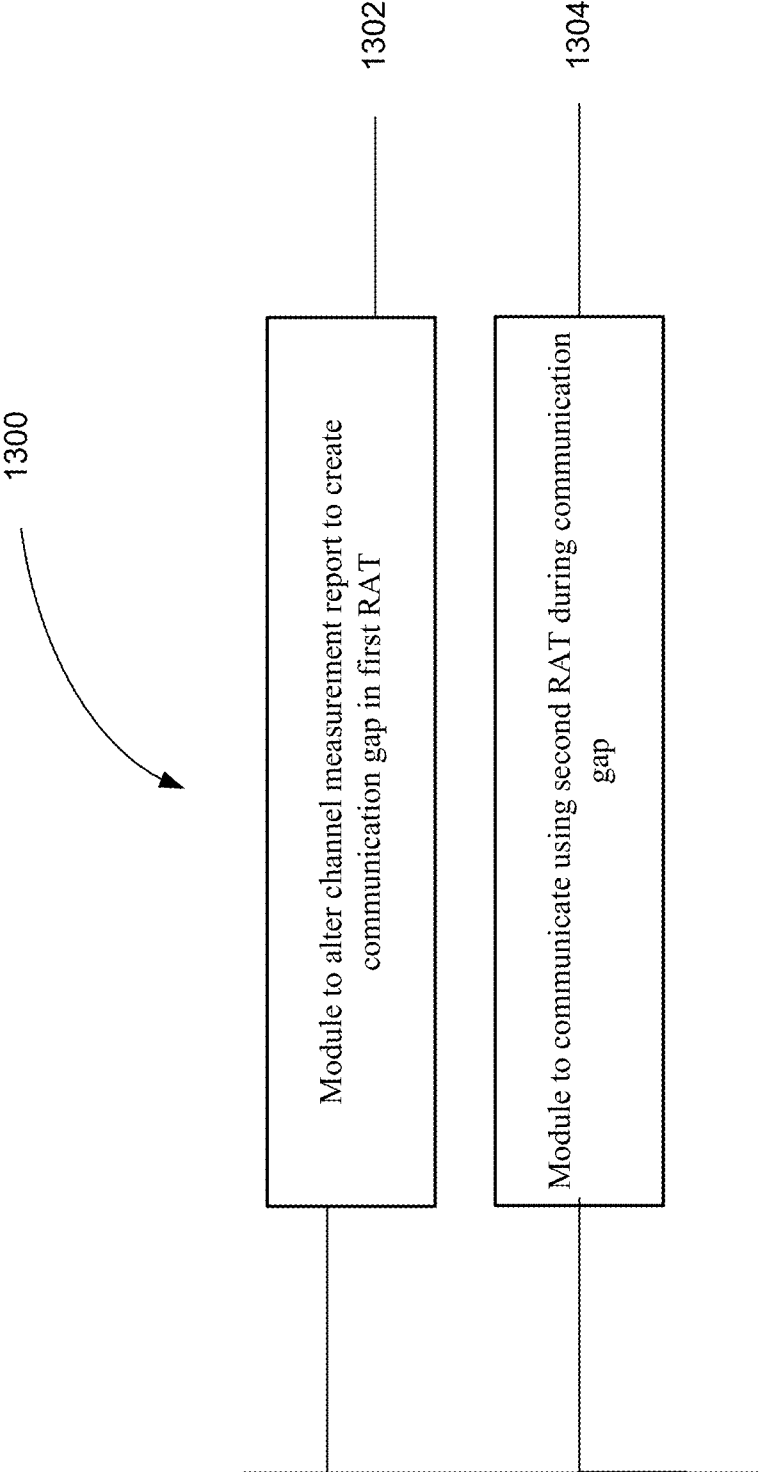 1300
Module to alter channel measurement report to create
communication gap in first RAT
1302
Module to communicate using second RAT during communication
gap
1304